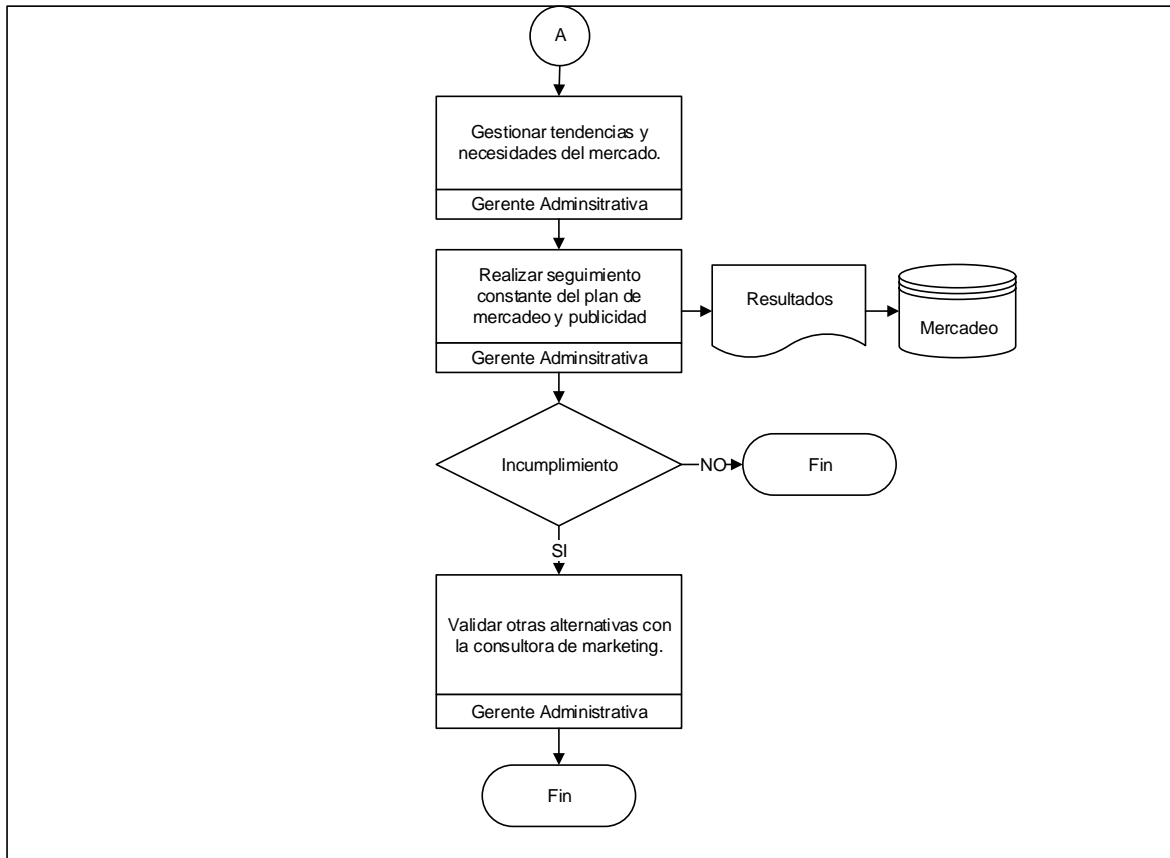 A
Gestionar tendencias y
necesidades del mercado.
Gerente Adminsitrativa
Realizar seguimiento
constante del plan de
mercadeo y publicidad
Gerente Adminsitrativa
Resultados
Mercadeo
Incumplimiento
NO
Fin
SI
Validar otras alternativas con
la consultora de marketing.
Gerente Administrativa
Fin